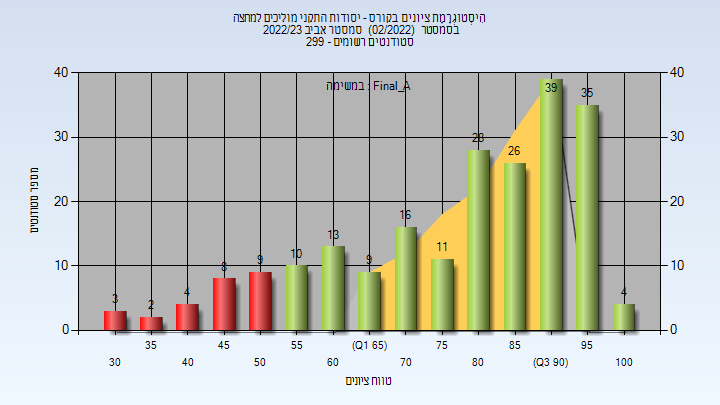 היסטוגרמת ציונים בקורס - יסודות התקני מוליכים למחצה
בסמסטר (02/2022) סמסטר אביב 2022/23
סטודנטים רשומים - 299
במשימה : Final_A
מספר סטודנטים
40 40
30 30
20 20
10 10
0 0
3 2 4 8 9 10 13 9 16 11 28 26 39 35 4
35 45 55 (Q1 65) 75 85 95
30 40 50 60 70 80 (Q3 90) 100
טווח ציונים